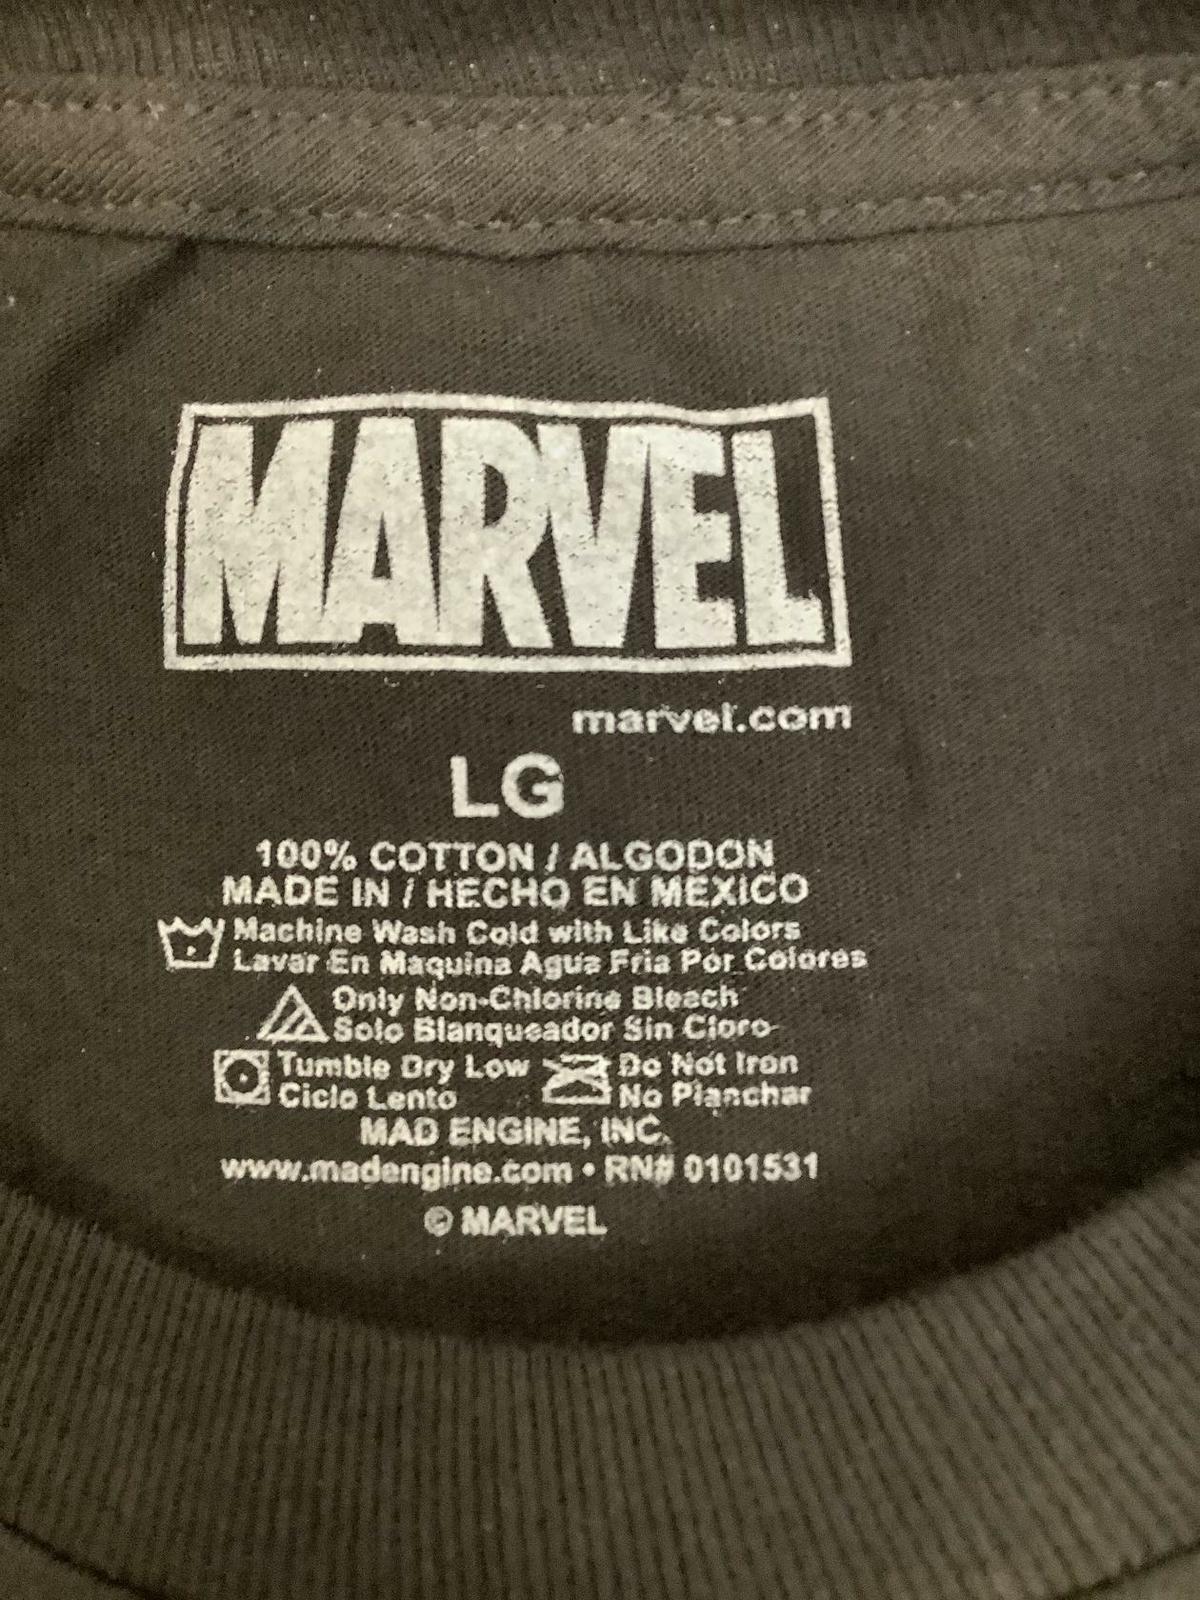 MARVEL
marvel.com
LG
100% COTTON / ALGODON
MADE IN / HECHO EN MEXICO
Machine Wash Cold with Like Colors
Lavar En Maquina Agua Fria Por Colores
Only Non-Chlorine Bleach
Solo Blanqueador Sin Cloro
Tumble Dry Low Do Not Iron
Ciclo Lento No Planchar
MAD ENGINE, INC.
www.madengine.com • RN# 0101531
© MARVEL